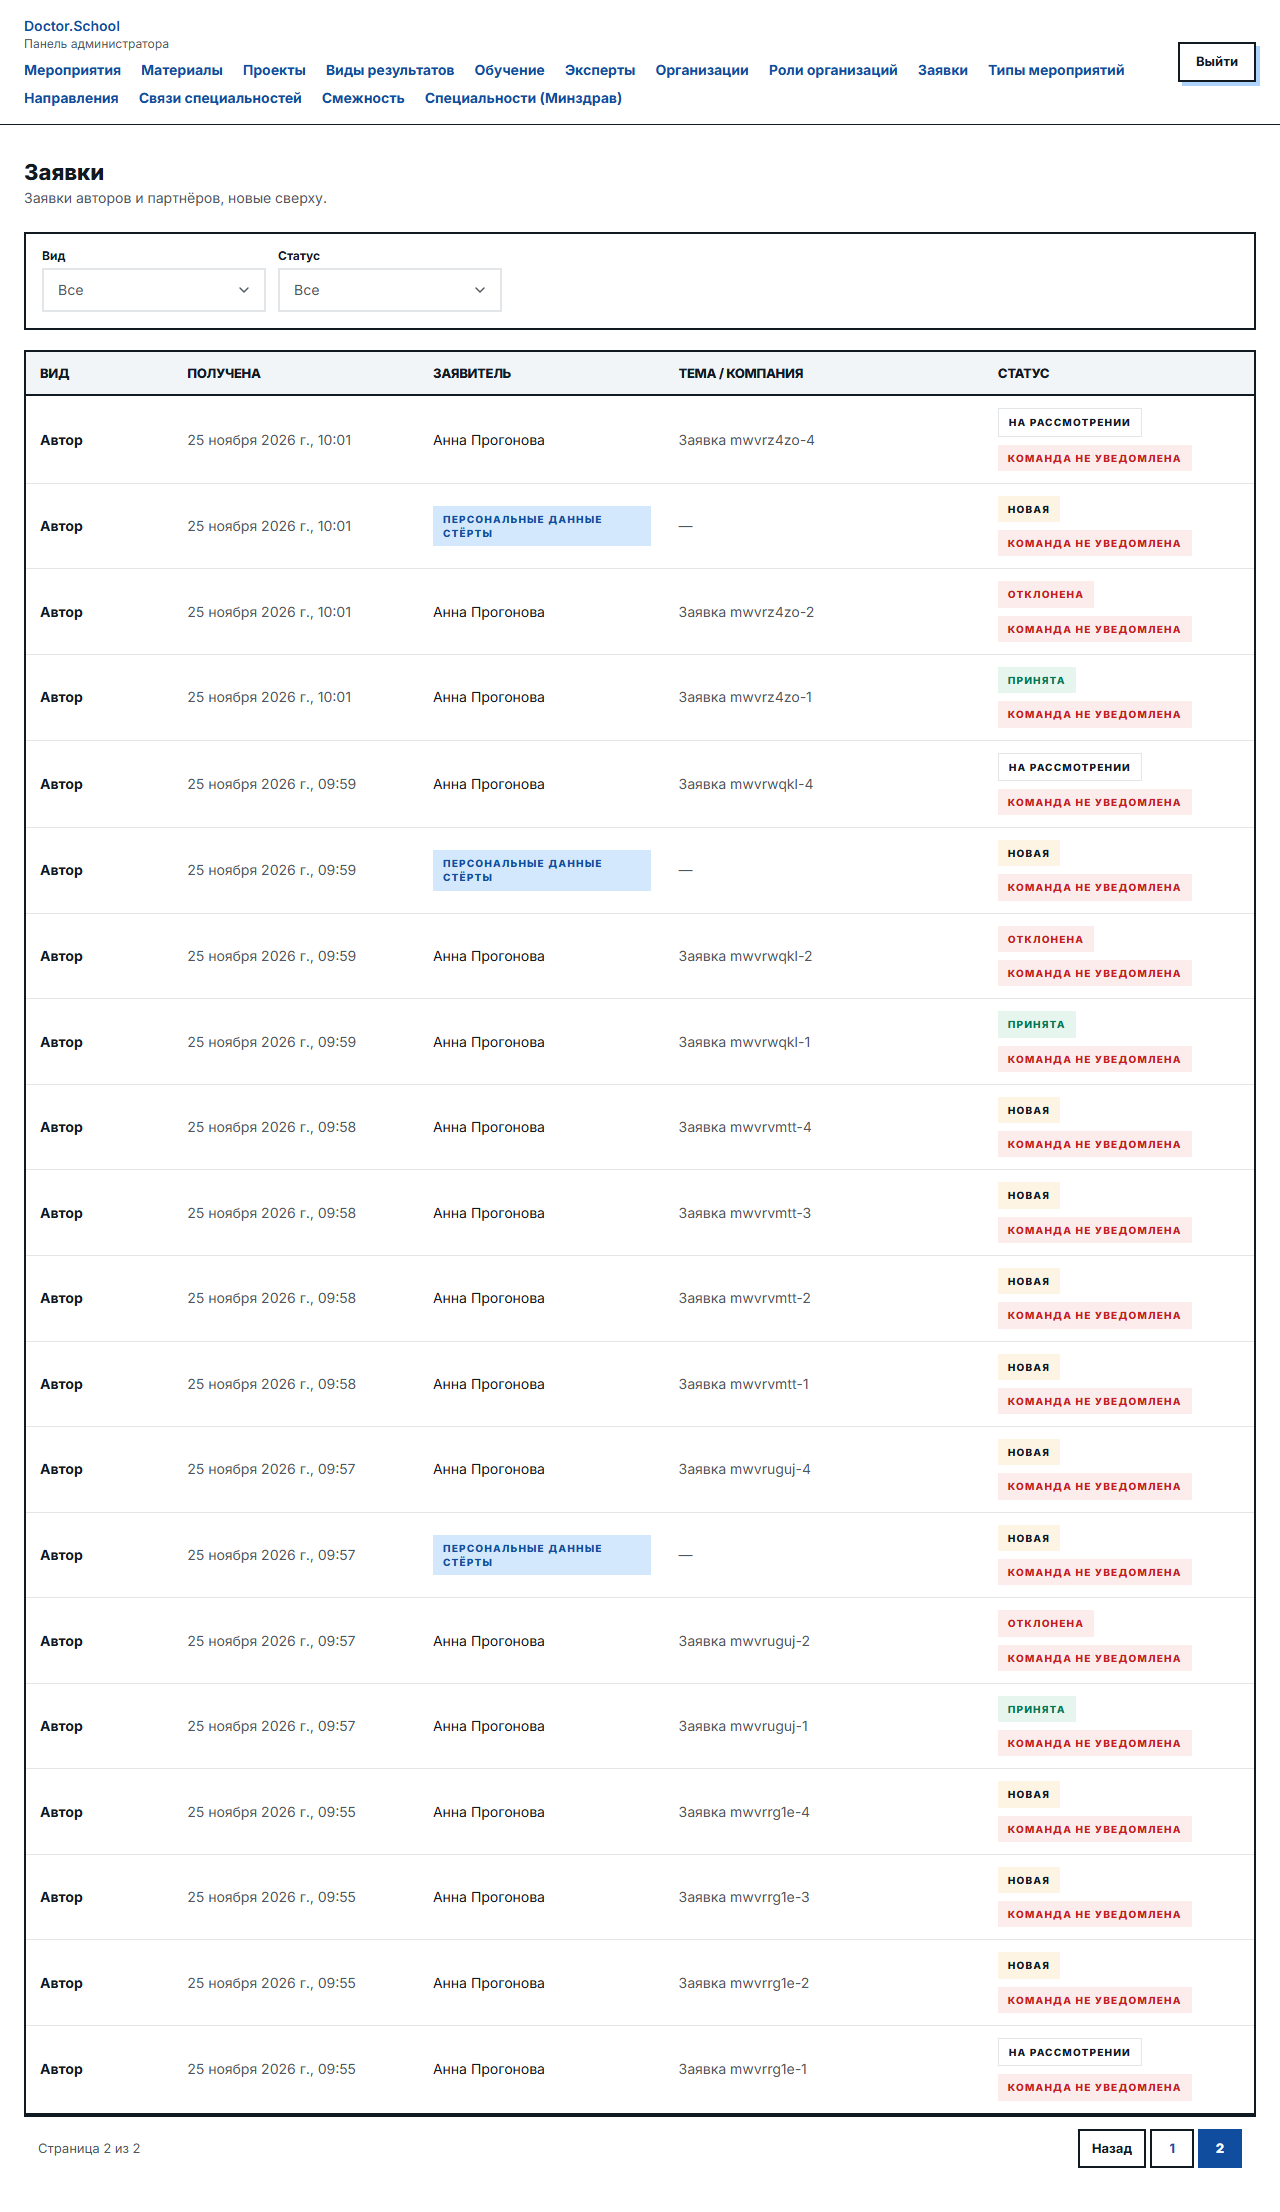 Doctor.School
Панель администратора
Мероприятия Материалы Проекты Виды результатов Обучение Эксперты Организации Роли организаций Заявки Типы мероприятий
Направления Связи специальностей Смежность Специальности (Минздрав)
Выйти
Заявки
Заявки авторов и партнёров, новые сверху.
Вид Статус
Все Все
ВИД ПОЛУЧЕНА ЗАЯВИТЕЛЬ ТЕМА / КОМПАНИЯ СТАТУС
Автор 25 ноября 2026 г., 10:01 Анна Прогонова Заявка mwvrz4zo-4 НА РАССМОТРЕНИИ
КОМАНДА НЕ УВЕДОМЛЕНА
Автор 25 ноября 2026 г., 10:01 ПЕРСОНАЛЬНЫЕ ДАННЫЕ СТЁРТЫ — НОВАЯ
КОМАНДА НЕ УВЕДОМЛЕНА
Автор 25 ноября 2026 г., 10:01 Анна Прогонова Заявка mwvrz4zo-2 ОТКЛОНЕНА
КОМАНДА НЕ УВЕДОМЛЕНА
Автор 25 ноября 2026 г., 10:01 Анна Прогонова Заявка mwvrz4zo-1 ПРИНЯТА
КОМАНДА НЕ УВЕДОМЛЕНА
Автор 25 ноября 2026 г., 09:59 Анна Прогонова Заявка mwvrwqkl-4 НА РАССМОТРЕНИИ
КОМАНДА НЕ УВЕДОМЛЕНА
Автор 25 ноября 2026 г., 09:59 ПЕРСОНАЛЬНЫЕ ДАННЫЕ СТЁРТЫ — НОВАЯ
КОМАНДА НЕ УВЕДОМЛЕНА
Автор 25 ноября 2026 г., 09:59 Анна Прогонова Заявка mwvrwqkl-2 ОТКЛОНЕНА
КОМАНДА НЕ УВЕДОМЛЕНА
Автор 25 ноября 2026 г., 09:59 Анна Прогонова Заявка mwvrwqkl-1 ПРИНЯТА
КОМАНДА НЕ УВЕДОМЛЕНА
Автор 25 ноября 2026 г., 09:58 Анна Прогонова Заявка mwvrvmtt-4 НОВАЯ
КОМАНДА НЕ УВЕДОМЛЕНА
Автор 25 ноября 2026 г., 09:58 Анна Прогонова Заявка mwvrvmtt-3 НОВАЯ
КОМАНДА НЕ УВЕДОМЛЕНА
Автор 25 ноября 2026 г., 09:58 Анна Прогонова Заявка mwvrvmtt-2 НОВАЯ
КОМАНДА НЕ УВЕДОМЛЕНА
Автор 25 ноября 2026 г., 09:58 Анна Прогонова Заявка mwvrvmtt-1 НОВАЯ
КОМАНДА НЕ УВЕДОМЛЕНА
Автор 25 ноября 2026 г., 09:57 Анна Прогонова Заявка mwvruguj-4 НОВАЯ
КОМАНДА НЕ УВЕДОМЛЕНА
Автор 25 ноября 2026 г., 09:57 ПЕРСОНАЛЬНЫЕ ДАННЫЕ СТЁРТЫ — НОВАЯ
КОМАНДА НЕ УВЕДОМЛЕНА
Автор 25 ноября 2026 г., 09:57 Анна Прогонова Заявка mwvruguj-2 ОТКЛОНЕНА
КОМАНДА НЕ УВЕДОМЛЕНА
Автор 25 ноября 2026 г., 09:57 Анна Прогонова Заявка mwvruguj-1 ПРИНЯТА
КОМАНДА НЕ УВЕДОМЛЕНА
Автор 25 ноября 2026 г., 09:55 Анна Прогонова Заявка mwvrrg1e-4 НОВАЯ
КОМАНДА НЕ УВЕДОМЛЕНА
Автор 25 ноября 2026 г., 09:55 Анна Прогонова Заявка mwvrrg1e-3 НОВАЯ
КОМАНДА НЕ УВЕДОМЛЕНА
Автор 25 ноября 2026 г., 09:55 Анна Прогонова Заявка mwvrrg1e-2 НОВАЯ
КОМАНДА НЕ УВЕДОМЛЕНА
Автор 25 ноября 2026 г., 09:55 Анна Прогонова Заявка mwvrrg1e-1 НА РАССМОТРЕНИИ
КОМАНДА НЕ УВЕДОМЛЕНА
Страница 2 из 2 Назад 1 2